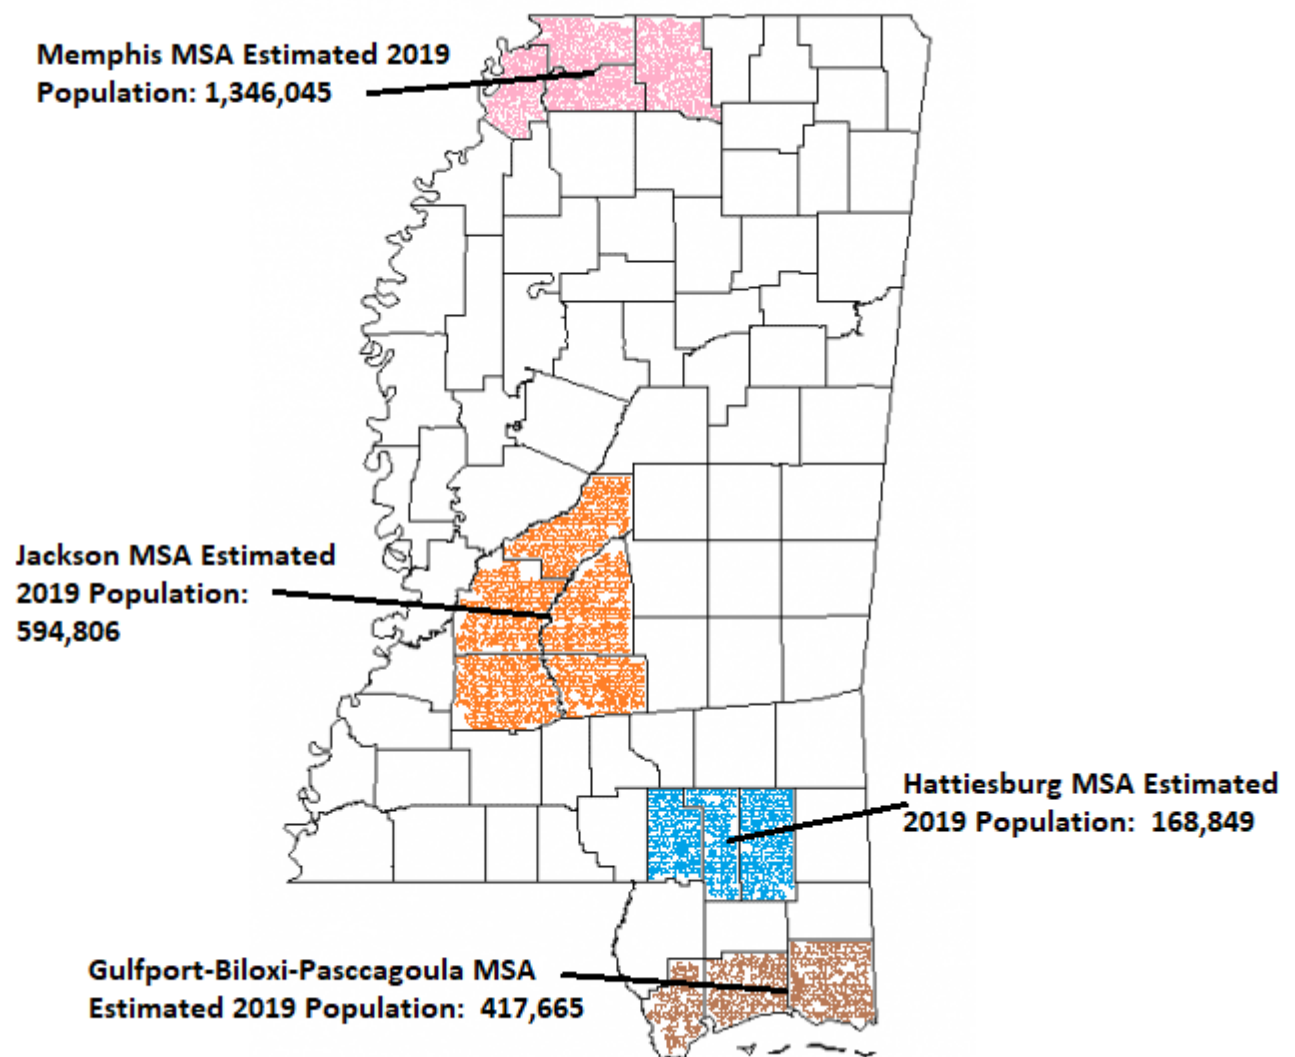 Memphis MSA Estimated 2019
Population: 1,346,045
Jackson MSA Estimated
2019 Population:
594,806
Hattiesburg MSA Estimated
2019 Population:  168,849
Gulfport-Biloxi-Pasccagoula MSA
Estimated 2019 Population:  417,665